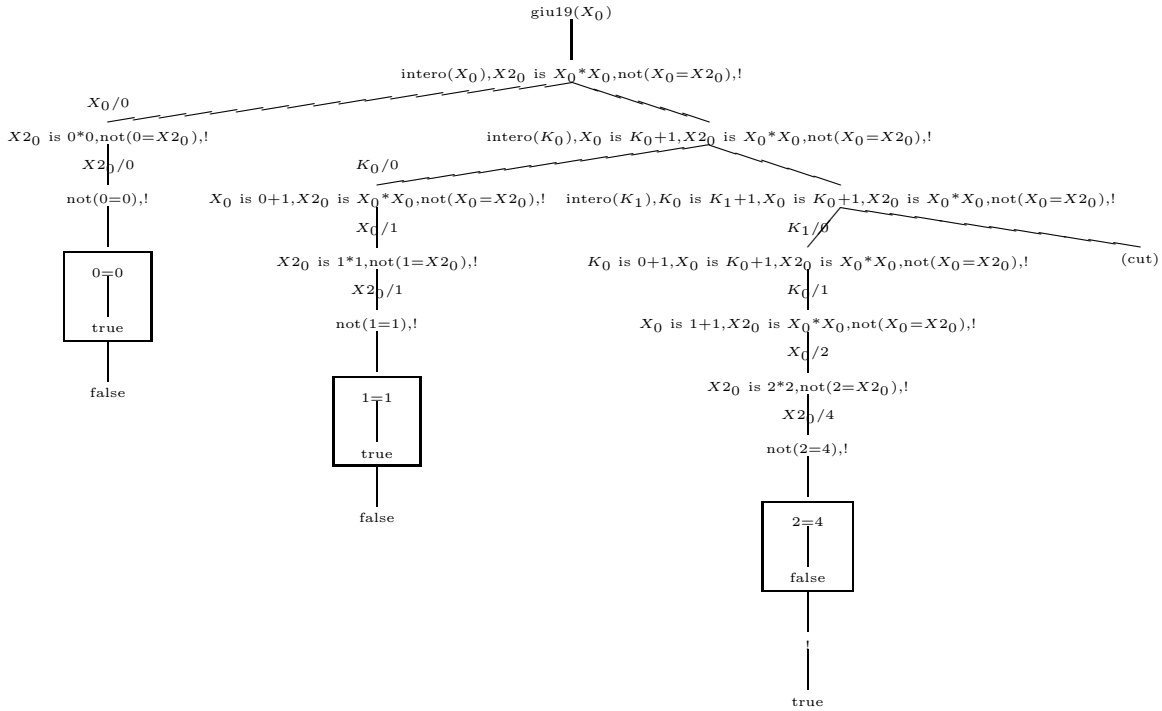 giu19(X₀)
intero(X₀),X2₀ is X₀*X₀,not(X₀=X2₀),!
X₀/0
X2₀ is 0*0,not(0=X2₀),!
intero(K₀),X₀ is K₀+1,X2₀ is X₀*X₀,not(X₀=X2₀),!
X2₀/0
K₀/0
not(0=0),!
X₀ is 0+1,X2₀ is X₀*X₀,not(X₀=X2₀),!
intero(K₁),K₀ is K₁+1,X₀ is K₀+1,X2₀ is X₀*X₀,not(X₀=X2₀),!
X₀/1
K₁/0
0=0
X2₀ is 1*1,not(1=X2₀),!
K₀ is 0+1,X₀ is K₀+1,X2₀ is X₀*X₀,not(X₀=X2₀),!
(cut)
X2₀/1
K₀/1
true
not(1=1),!
X₀ is 1+1,X2₀ is X₀*X₀,not(X₀=X2₀),!
X₀/2
false
1=1
X2₀ is 2*2,not(2=X2₀),!
X2₀/4
true
not(2=4),!
false
2=4
false
!
true